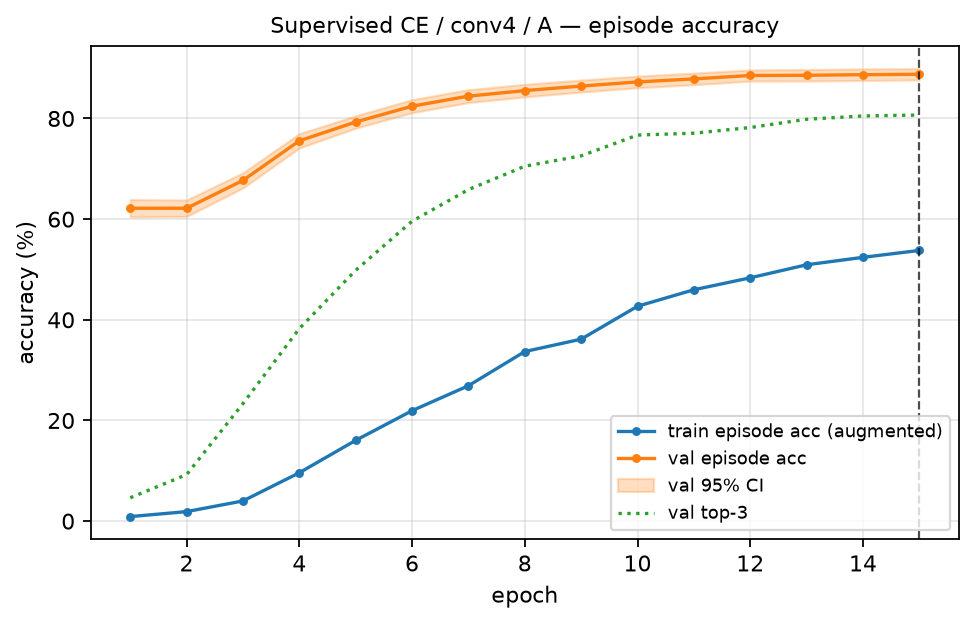 Supervised CE / conv4 / A — episode accuracy
accuracy (%)
80
60
40
20
0
2 4 6 8 10 12 14
epoch
train episode acc (augmented)
val episode acc
val 95% CI
val top-3